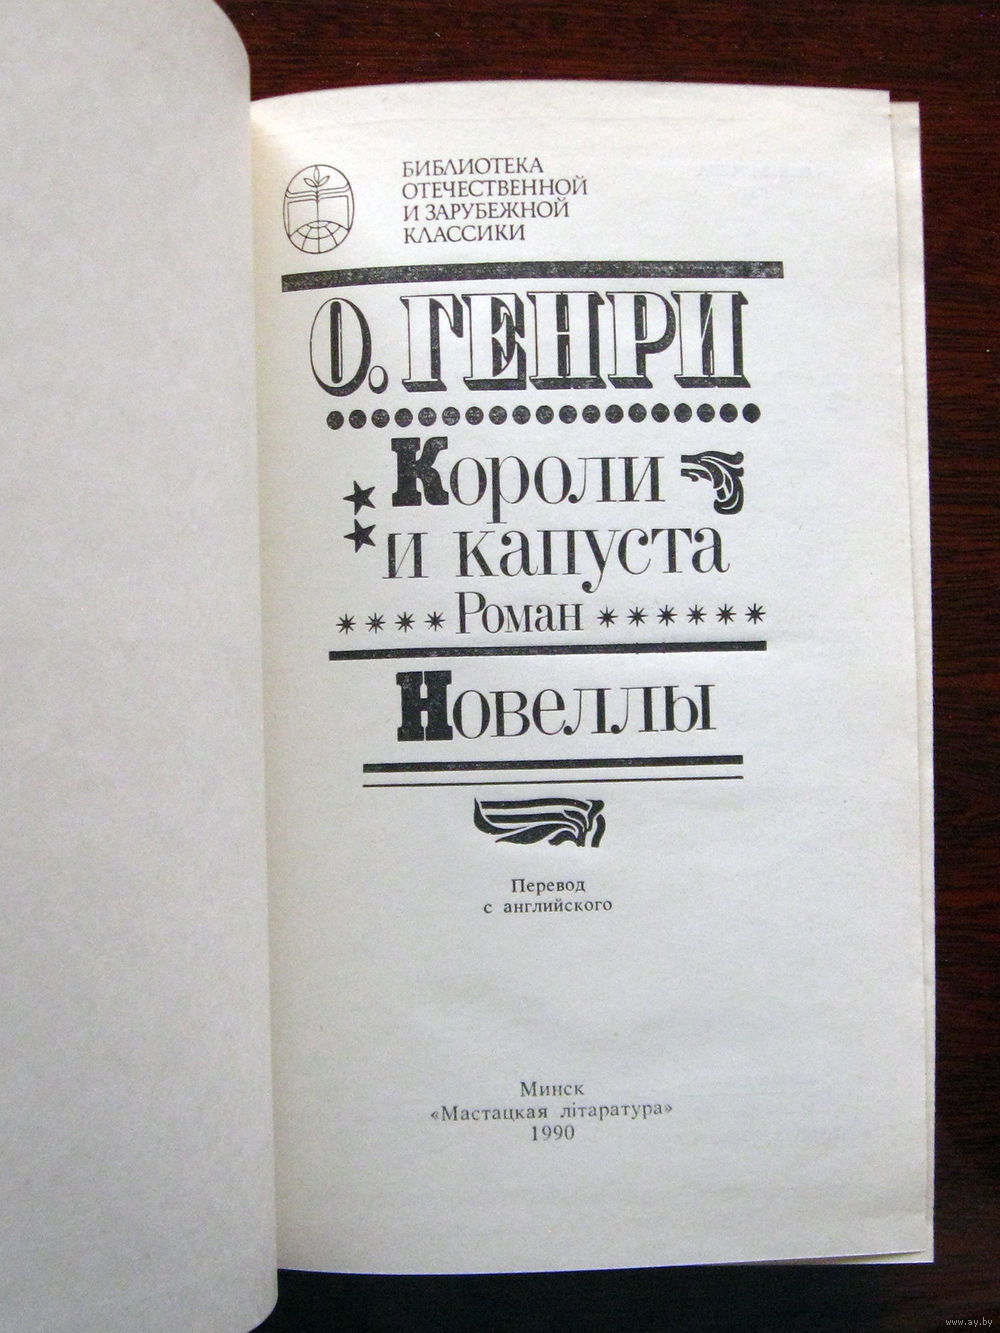 БИБЛИОТЕКА
ОТЕЧЕСТВЕННОЙ
И ЗАРУБЕЖНОЙ
КЛАССИКИ
О. ГЕНРИ
Короли
и капуста
Роман
Новеллы
Перевод
с английского
Минск
«Мастацкая літаратура»
1990
www.ay.by